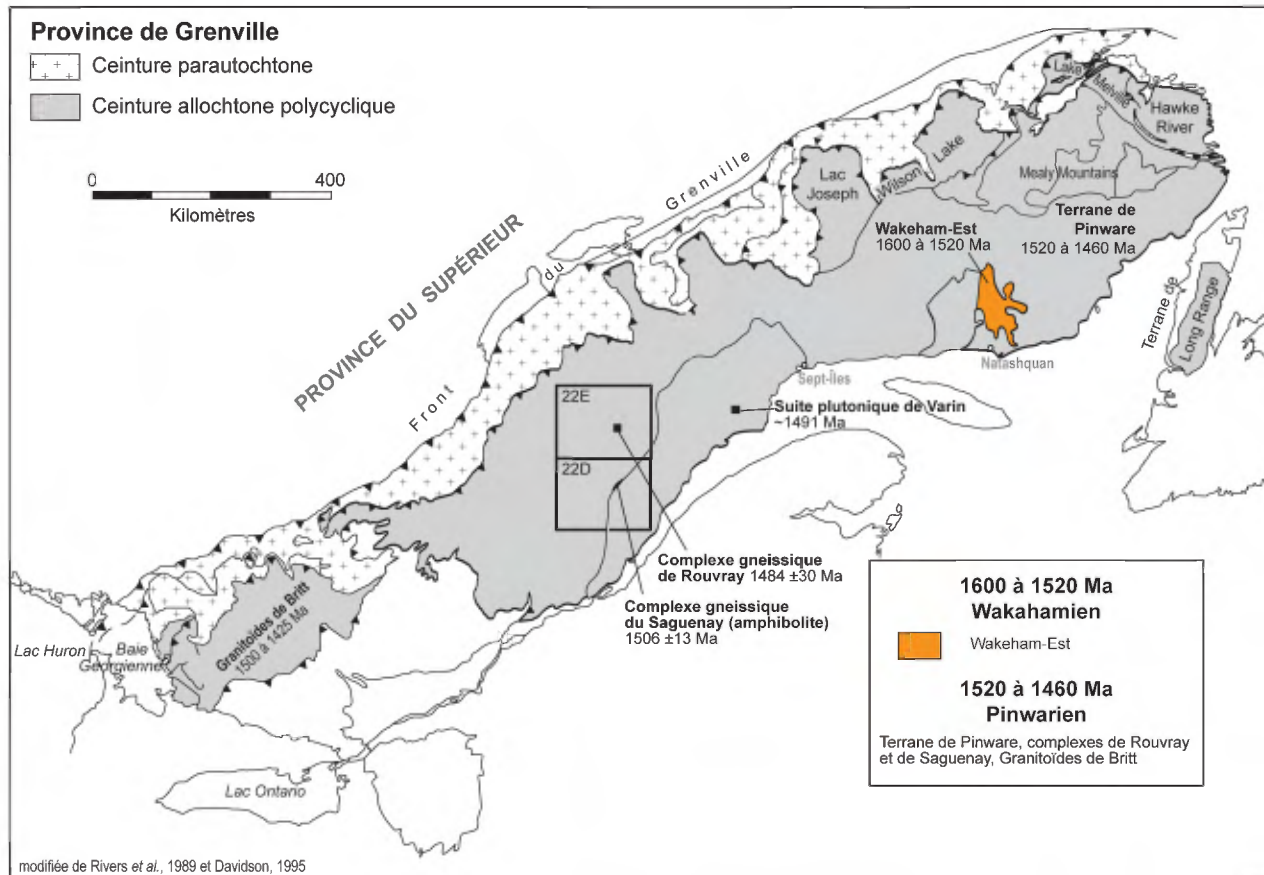 Province de Grenville
Ceinture parautochtone
Ceinture allochtone polycyclique
0 400
Kilomètres
PROVINCE DU SUPÉRIEUR
Front du Grenville
Lac Joseph
Wilson Lake
Lake Melville
Hawke River
Mealy Mountains
Terrane de Pinware
1520 à 1460 Ma
Wakeham-Est
1600 à 1520 Ma
Terrane de
Long Range
Natashquan
Sept-Îles
Suite plutonique de Varin
~1491 Ma
22E
22D
Complexe gneissique
de Rouvray 1484 ±30 Ma
Complexe gneissique
du Saguenay (amphibolite)
1506 ±13 Ma
Granitoïdes de Britt
1500 à 1425 Ma
Lac Huron
Baie
Géorgienne
Lac Ontario
1600 à 1520 Ma
Wakahamien
Wakeham-Est
1520 à 1460 Ma
Pinwarien
Terrane de Pinware, complexes de Rouvray
et de Saguenay, Granitoïdes de Britt
modifiée de Rivers et al., 1989 et Davidson, 1995